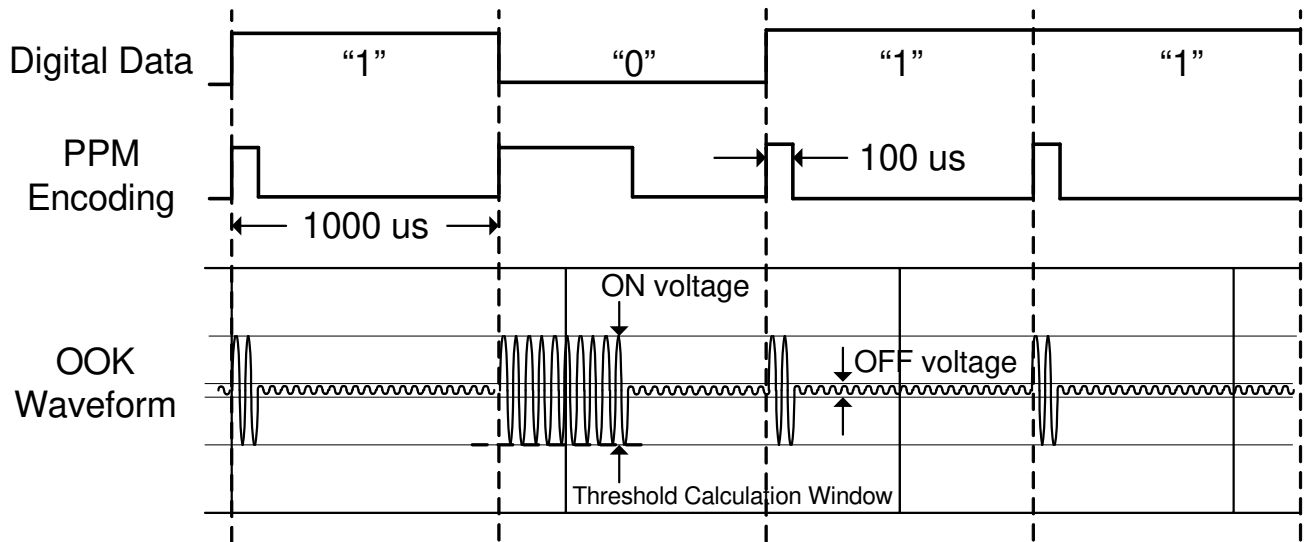 Digital Data
“1”
“0”
“1”
“1”
PPM
Encoding
100 us
1000 us
OOK
Waveform
ON voltage
OFF voltage
Threshold Calculation Window